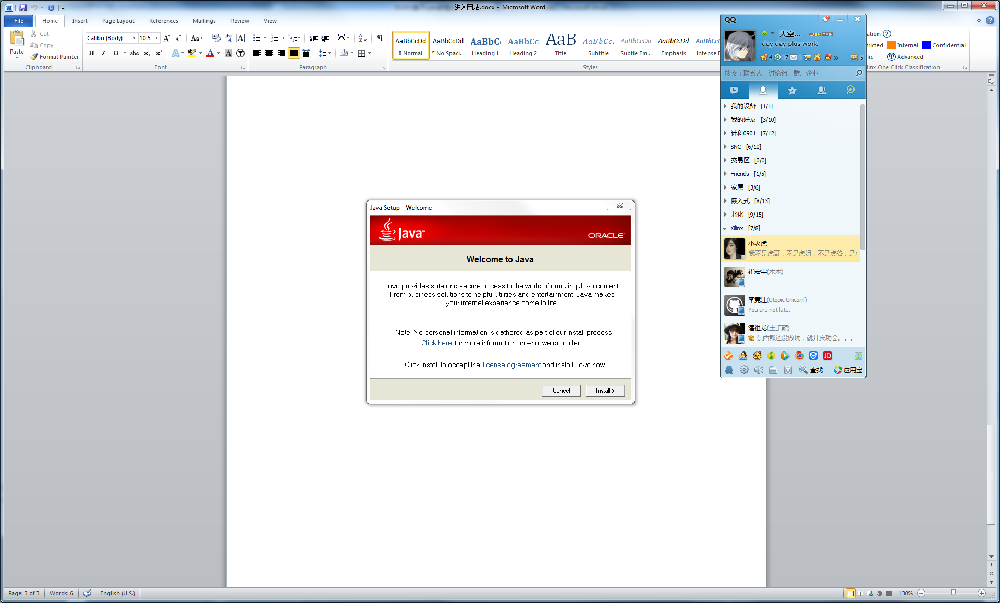 进入网站.docx - Microsoft Word
File Home Insert Page Layout References Mailings Review View
Paste
Cut
Copy
Format Painter
Clipboard
Calibri (Body) 10.5
Font
Paragraph
AaBbCcDd AaBbCcDd AaBbC AaBbCc AaB AaBbCc AaBbCcDd AaBbCcDd AaBbCcL
¶ Normal ¶ No Spaci... Heading 1 Heading 2 Title Subtitle Subtle Em... Emphasis Intense E
Styles
ation
tricted Internal Confidential
lic Advanced
linx One Click Classification
QQ
天空... LV24 VIP
day day plus work
4 17 1 5
搜索：联系人、讨论组、群、企业
我的设备 [1/1]
我的好友 [3/10]
计科0901 [7/12]
SNC [6/10]
交易区 [0/0]
Friends [1/5]
家属 [3/6]
嵌入式 [8/13]
北化 [9/15]
Xilinx [7/8]
小老虎
我不是虎哥，不是虎姐，不是虎爷，是
崔宏宇(木木)
李竞江(Utopic Unicorn)
You are not late.
潘祖龙
东西都还没做玩，就开庆功会。。。
JD
查找 应用宝
Java Setup - Welcome
Java™ ORACLE
Welcome to Java
Java provides safe and secure access to the world of amazing Java content.
From business solutions to helpful utilities and entertainment, Java makes
your internet experience come to life.
Note: No personal information is gathered as part of our install process.
Click here for more information on what we do collect.
Click Install to accept the license agreement and install Java now.
Cancel Install >
Page: 3 of 3 Words: 6 English (U.S.) 130%